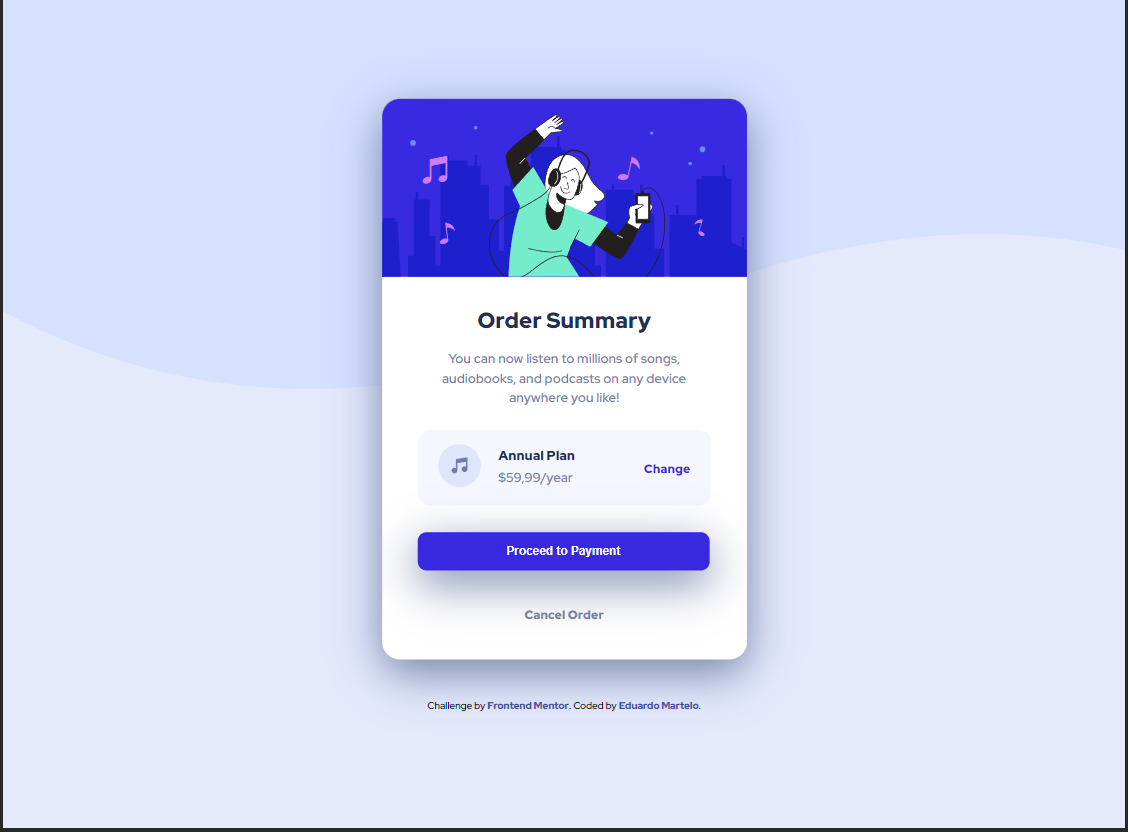 Order Summary
You can now listen to millions of songs,
audiobooks, and podcasts on any device
anywhere you like!
Annual Plan
$59,99/year
Change
Proceed to Payment
Cancel Order
Challenge by Frontend Mentor. Coded by Eduardo Martelo.